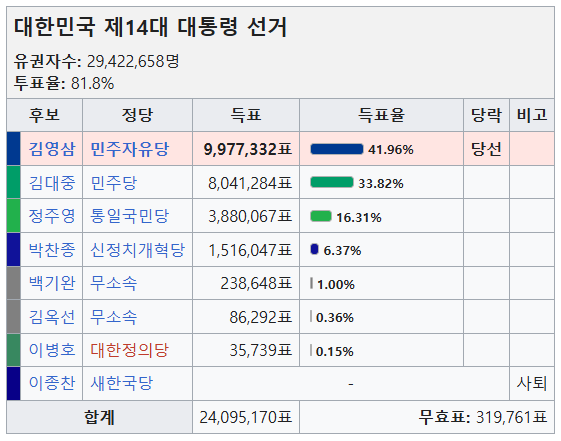 대한민국 제14대 대통령 선거
유권자수: 29,422,658명
투표율: 81.8%
후보 정당 득표 득표율 당락 비고
김영삼 민주자유당 9,977,332표 41.96% 당선
김대중 민주당 8,041,284표 33.82%
정주영 통일국민당 3,880,067표 16.31%
박찬종 신정치개혁당 1,516,047표 6.37%
백기완 무소속 238,648표 1.00%
김옥선 무소속 86,292표 0.36%
이병호 대한정의당 35,739표 0.15%
이종찬 새한국당 - 사퇴
합계 24,095,170표 무효표: 319,761표